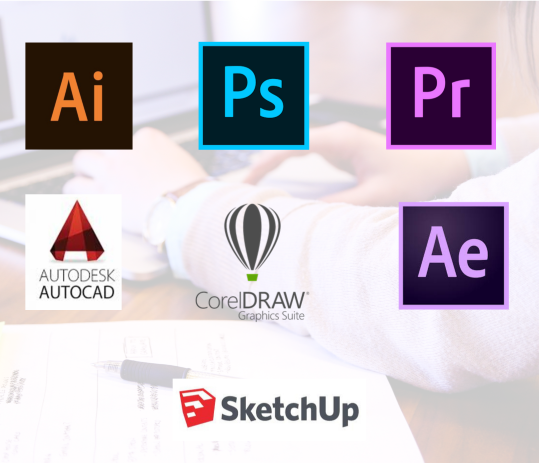 Ai
Ps
Pr
AUTODESK
AUTOCAD
CorelDRAW®
Graphics Suite
Ae
SketchUp